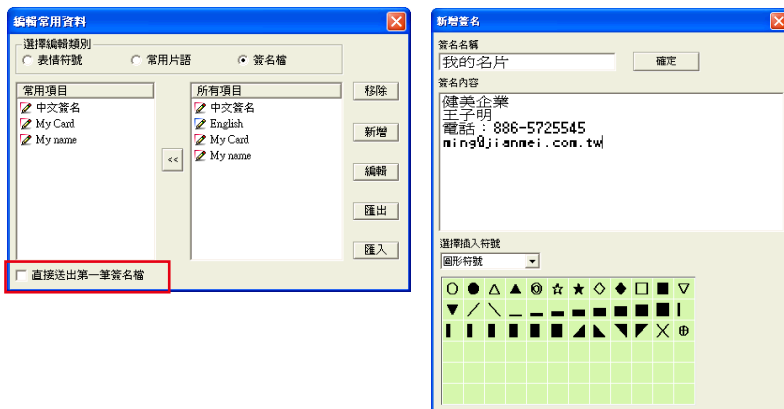 編輯常用資料
選擇編輯類別
表情符號 常用片語 簽名檔
常用項目
中文簽名
My Card
My name
<<
所有項目
中文簽名
English
My Card
My name
移除
新增
編輯
匯出
匯入
直接送出第一筆簽名檔
新增簽名
簽名名稱
我的名片
確定
簽名內容
健美企業
王子明
電話：886-5725545
ming@jianmei.com.tw
選擇插入符號
圖形符號